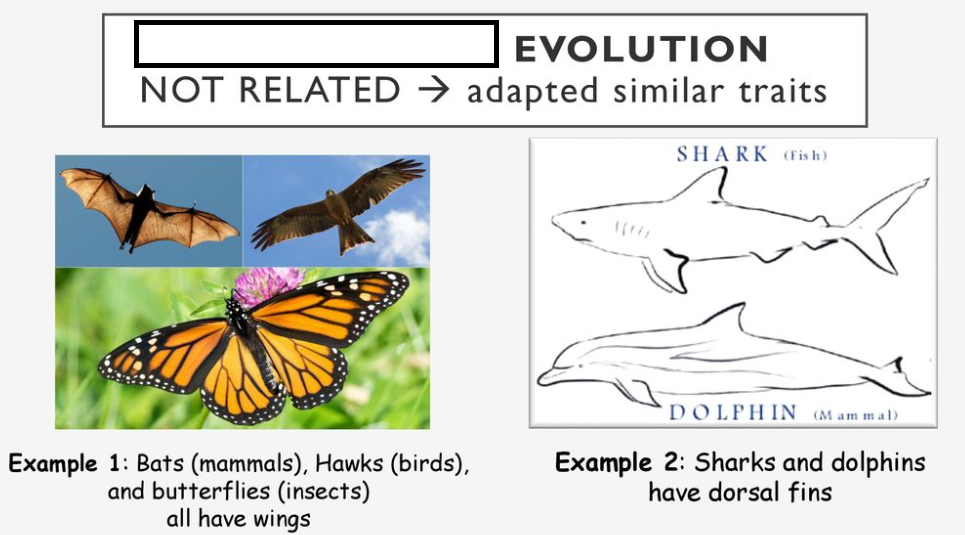 EVOLUTION
NOT RELATED → adapted similar traits
SHARK (Fish)
DOLPHIN (Mammal)
Example 1: Bats (mammals), Hawks (birds),
and butterflies (insects)
all have wings
Example 2: Sharks and dolphins
have dorsal fins